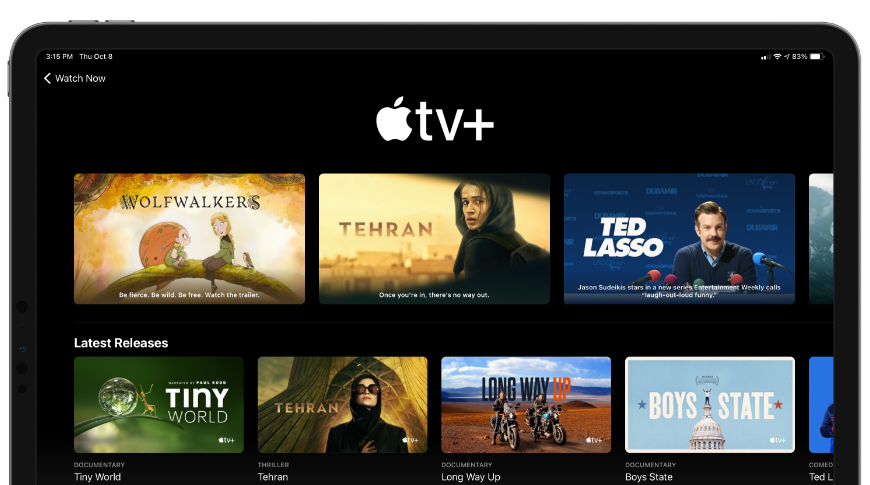 3:15 PM Thu Oct 8
83%
Watch Now
tv+
WOLFWALKERS
Be fierce. Be wild. Be free. Watch the trailer.
TEHRAN
Once you're in, there's no way out.
TED
LASSO
Jason Sudeikis stars in a new series Entertainment Weekly calls
"laugh-out-loud funny."
Latest Releases
NARRATED BY PAUL RUDD
TINY
WORLD
tv+
TEHRAN
tv+
LONG WAY UP
tv+
BOYS STATE
tv+
DOCUMENTARY
Tiny World
THRILLER
Tehran
DOCUMENTARY
Long Way Up
DOCUMENTARY
Boys State
COMED
Ted L